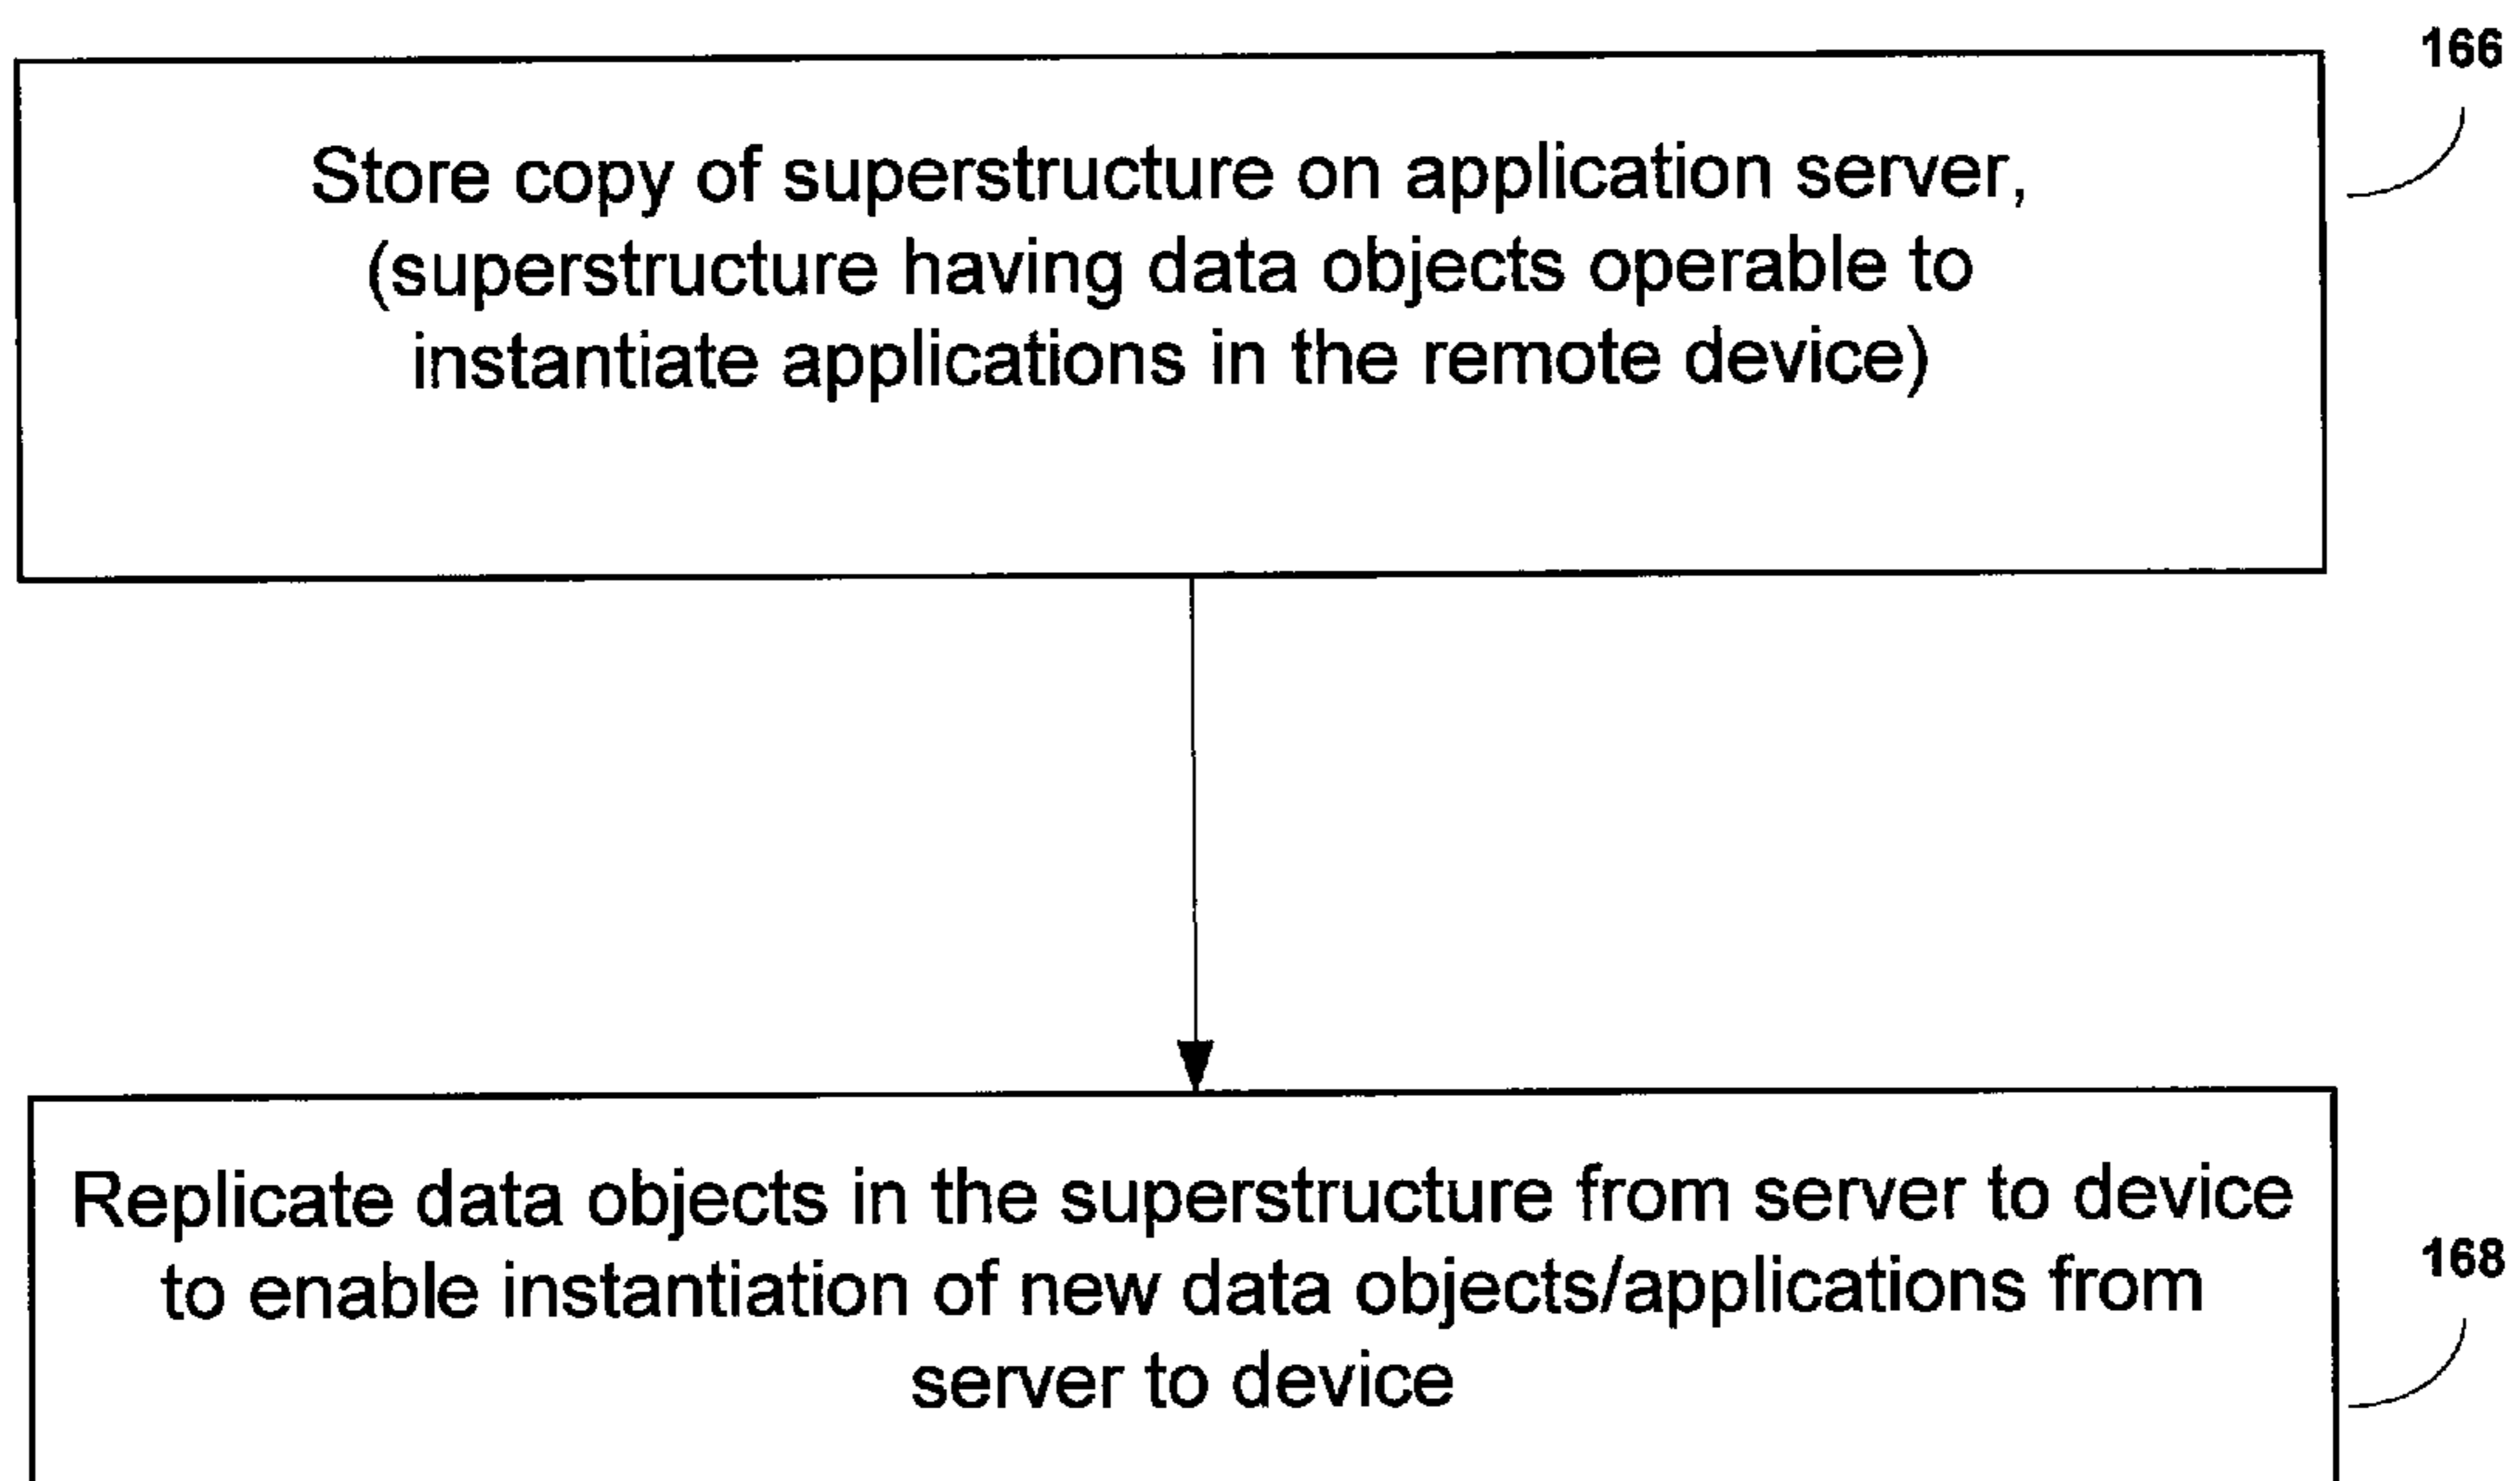 166
Store copy of superstructure on application server,
(superstructure having data objects operable to
instantiate applications in the remote device)
Replicate data objects in the superstructure from server to device
to enable instantiation of new data objects/applications from
server to device
168